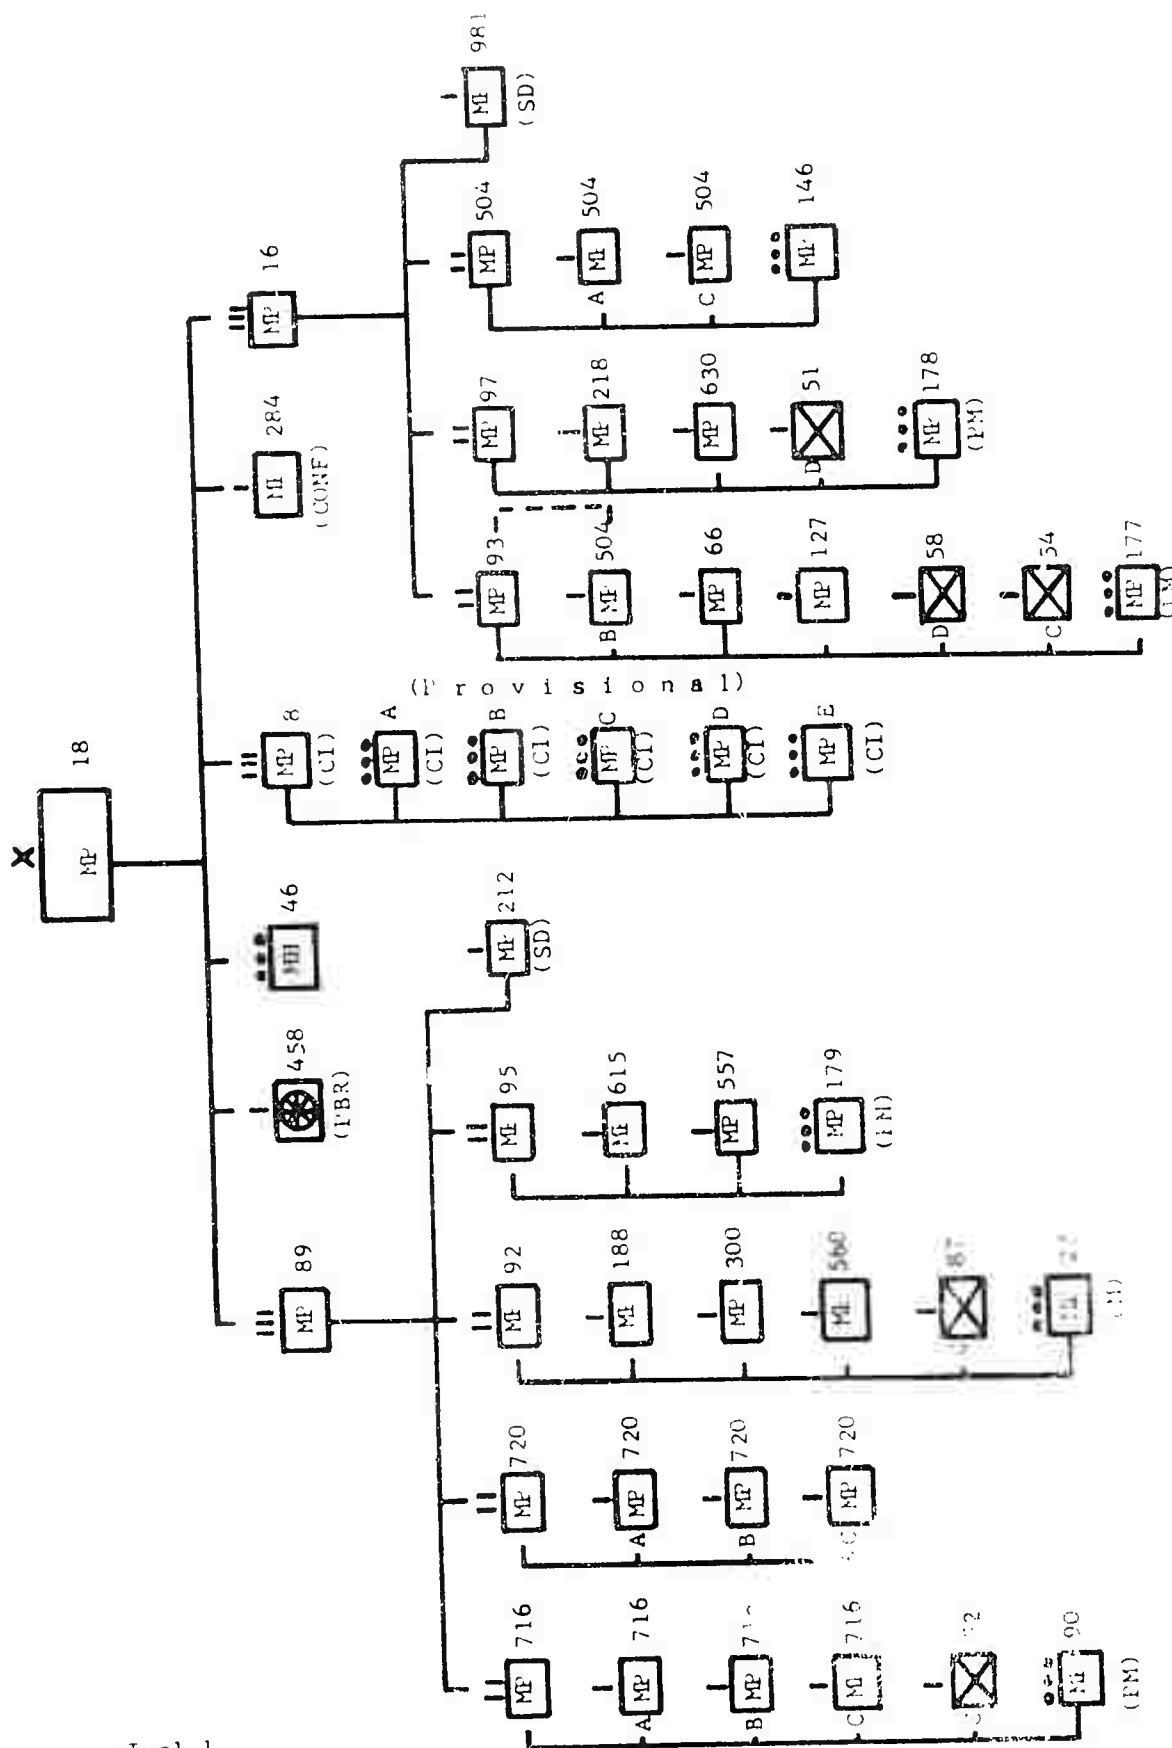 18
MP
89
MP
458
(PBR)
46
8
MP
(CI)
A
MP
(CI)
B
MP
(CI)
C
MP
(CI)
D
MP
(CI)
E
MP
(CI)
(Provisional)
284
(CONF)
16
MP
716
MP
716
A
MP
B
MP
716
C
90
(PM)
720
MP
720
A
MP
720
B
MP
720
C
MP
92
188
300
MP
560
87
95
615
557
MP
179
MP
212
MP
(SD)
93
MP
504
B
66
MP
127
MP
58
D
54
C
177
MP
97
MP
218
630
MP
51
D
178
MP
504
MP
504
A
504
C
MP
146
MP
981
(SD)